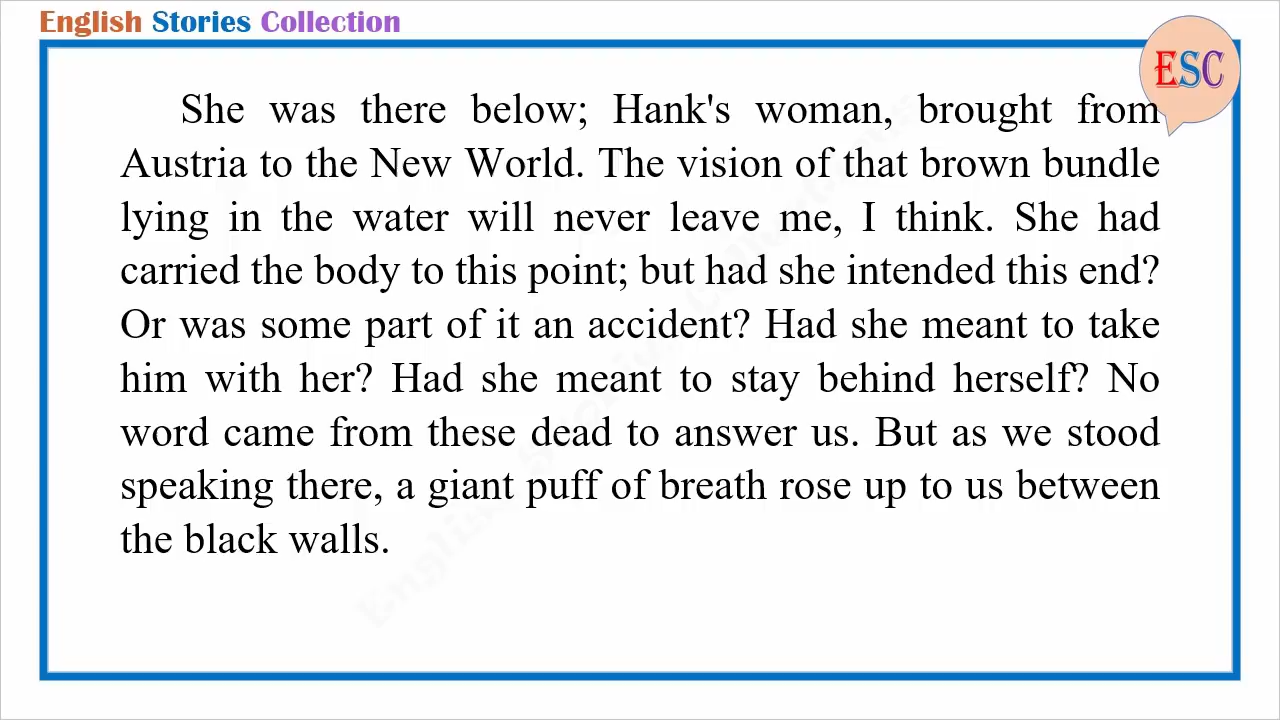 English Stories Collection
ESC
She was there below; Hank's woman, brought from
Austria to the New World. The vision of that brown bundle
lying in the water will never leave me, I think. She had
carried the body to this point; but had she intended this end?
Or was some part of it an accident? Had she meant to take
him with her? Had she meant to stay behind herself? No
word came from these dead to answer us. But as we stood
speaking there, a giant puff of breath rose up to us between
the black walls.